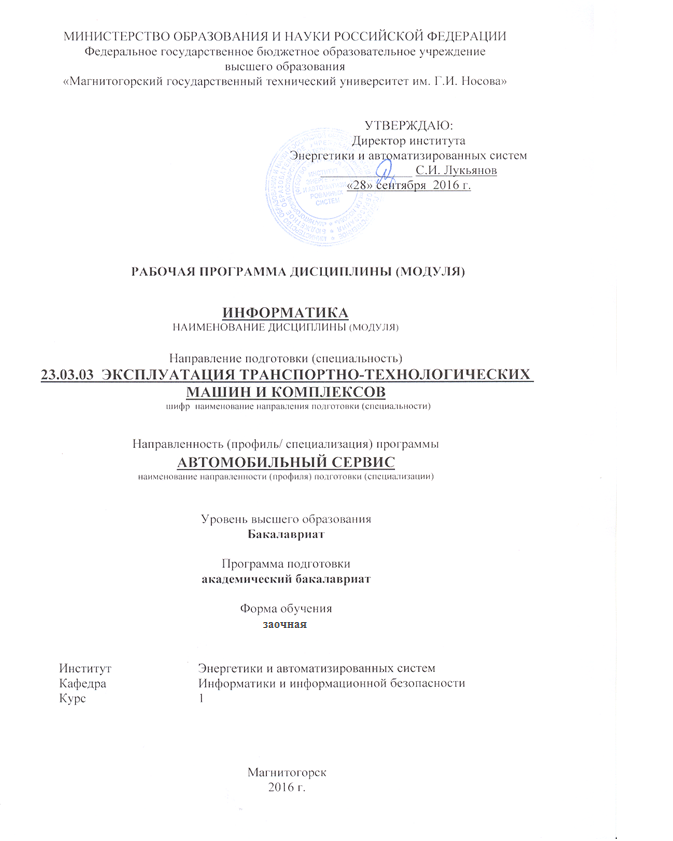 МИНИСТЕРСТВО ОБРАЗОВАНИЯ И НАУКИ РОССИЙСКОЙ ФЕДЕРАЦИИ
Федеральное государственное бюджетное образовательное учреждение
высшего образования
«Магнитогорский государственный технический университет им. Г.И. Носова»
УТВЕРЖДАЮ:
Директор института
Энергетики и автоматизированных систем
С.И. Лукьянов
«28» сентября 2016 г.
РАБОЧАЯ ПРОГРАММА ДИСЦИПЛИНЫ (МОДУЛЯ)
ИНФОРМАТИКА
НАИМЕНОВАНИЕ ДИСЦИПЛИНЫ (МОДУЛЯ)
Направление подготовки (специальность)
23.03.03 ЭКСПЛУАТАЦИЯ ТРАНСПОРТНО-ТЕХНОЛОГИЧЕСКИХ
МАШИН И КОМПЛЕКСОВ
шифр наименование направления подготовки (специальности)
Направленность (профиль/ специализация) программы
АВТОМОБИЛЬНЫЙ СЕРВИС
наименование направленности (профиля) подготовки (специализации)
Уровень высшего образования
Бакалавриат
Программа подготовки
академический бакалавриат
Форма обучения
заочная
Институт Энергетики и автоматизированных систем
Кафедра Информатики и информационной безопасности
Курс 1
Магнитогорск
2016 г.